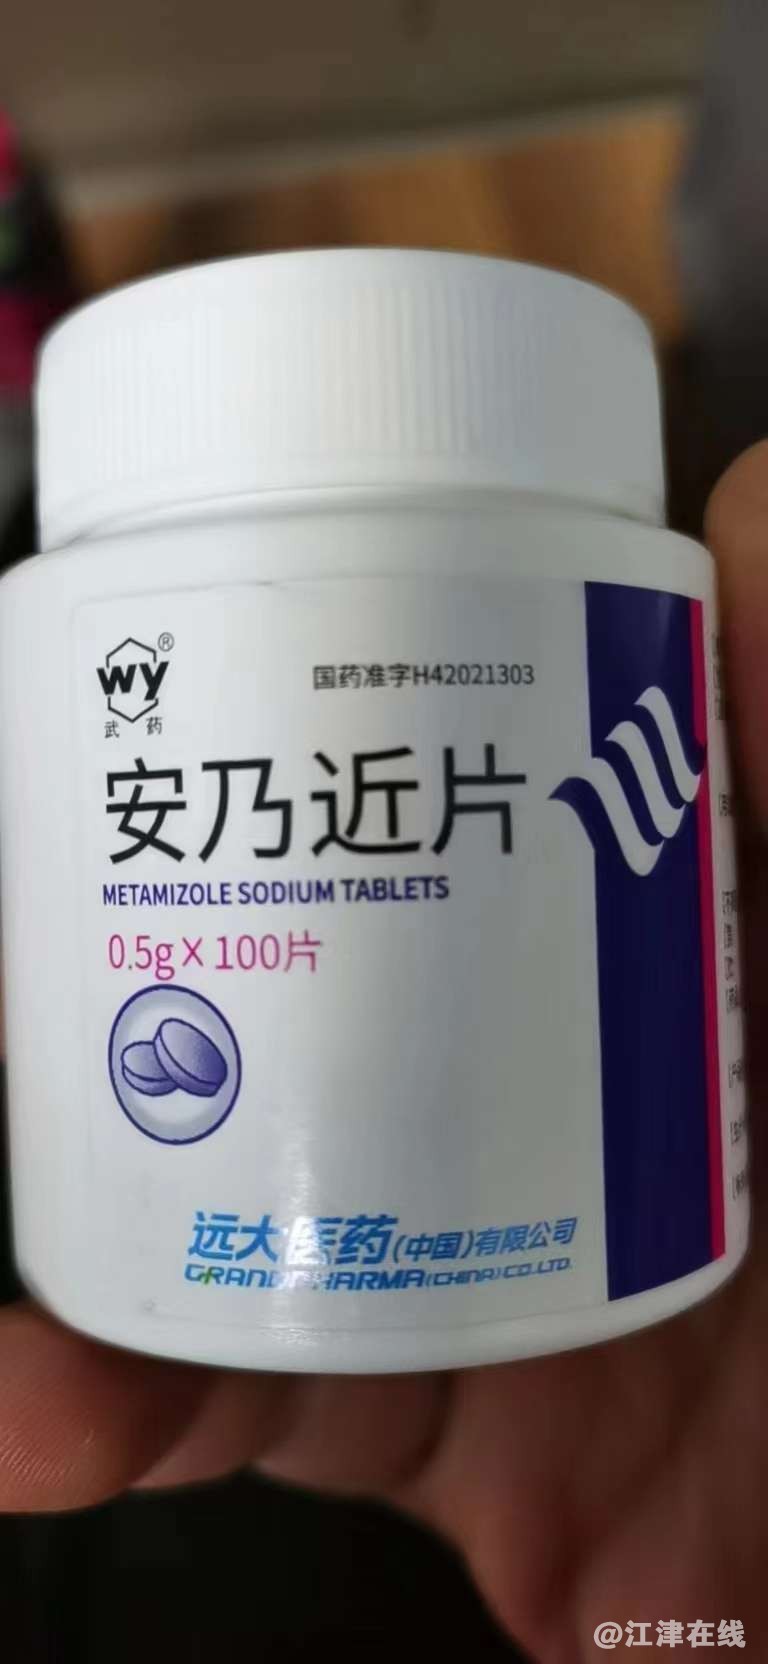 wy®
武药
国药准字H42021303
安乃近片
METAMIZOLE SODIUM TABLETS
0.5g×100片
远大医药(中国)有限公司
GRANDPHARMA(CHINA)CO.,LTD.
@江津在线